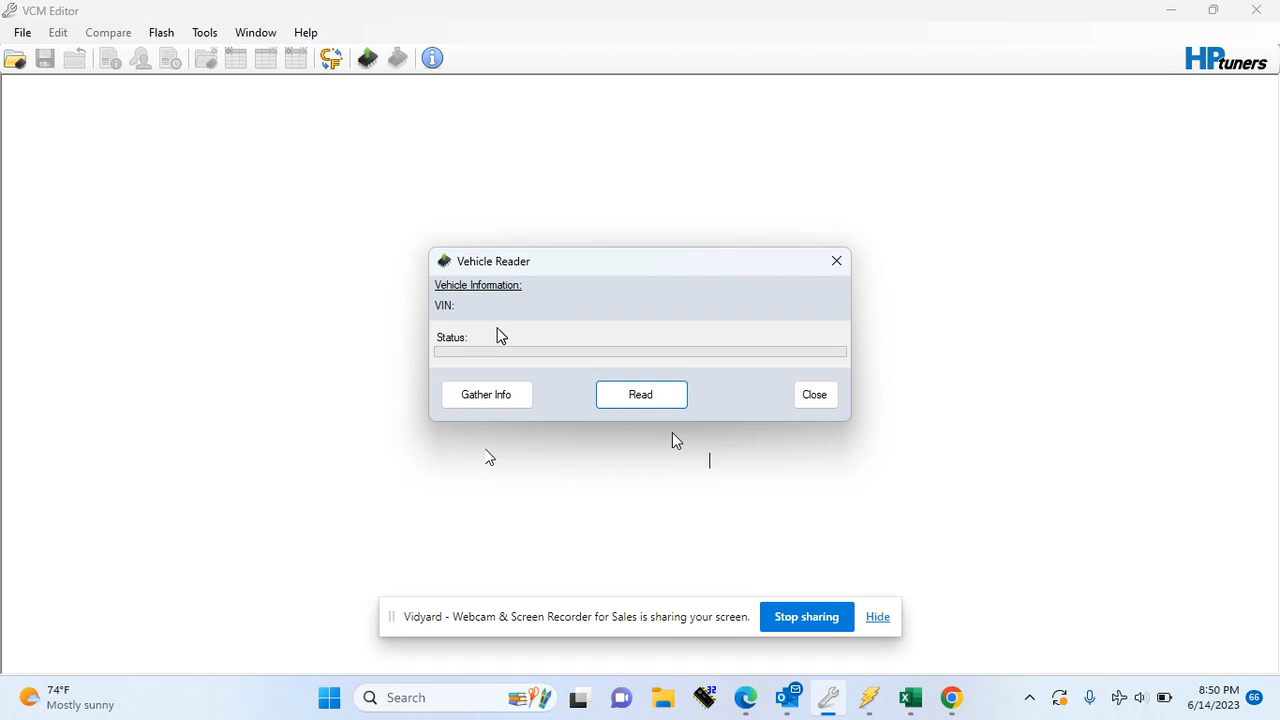 VCM Editor
File Edit Compare Flash Tools Window Help
HPtuners
Vehicle Reader
Vehicle Information:
VIN:
Status:
Gather Info Read Close
Vidyard - Webcam & Screen Recorder for Sales is sharing your screen. Stop sharing Hide
74°F
Mostly sunny
Search
32
8:50 PM
6/14/2023
66